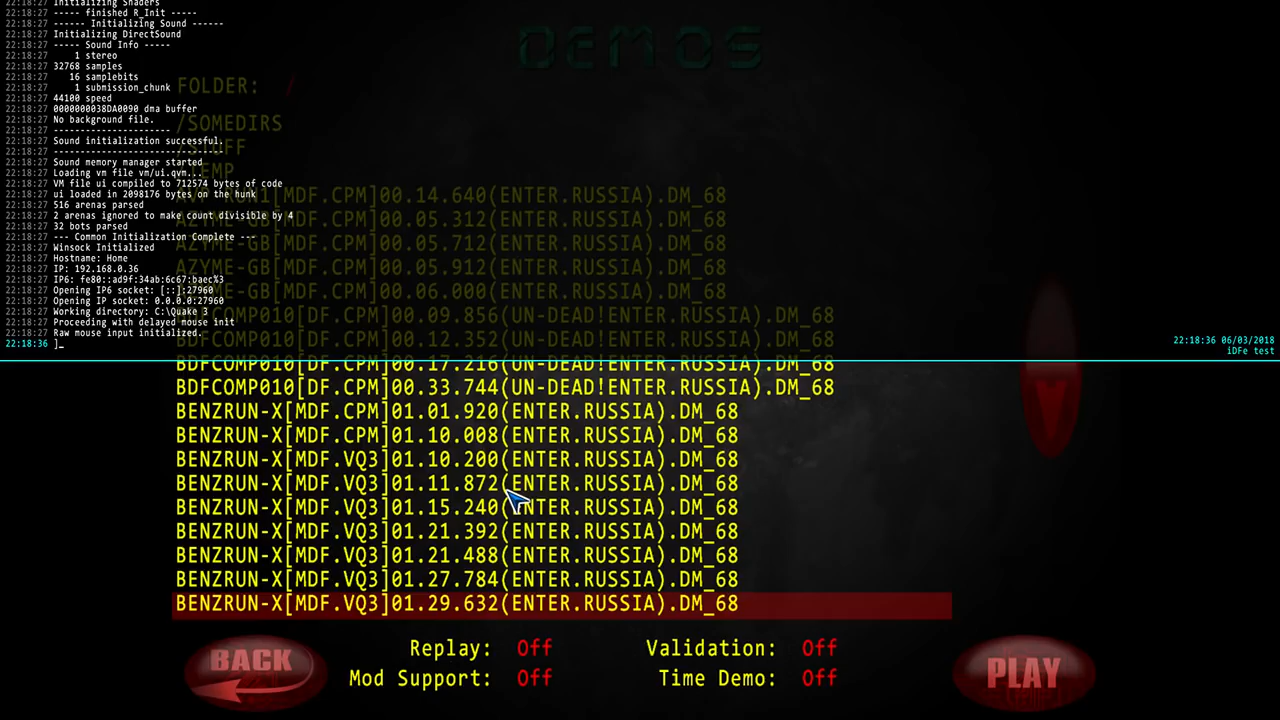 Initializing Shaders
22:18:27 ----- finished R_Init -----
22:18:27 ------ Initializing Sound ------
22:18:27 Initializing DirectSound
22:18:27 ----- Sound Info -----
22:18:27     1 stereo
22:18:27 32768 samples
22:18:27    16 samplebits
22:18:27     1 submission_chunk
22:18:27 44100 speed
22:18:27 0000000038DA0090 dma buffer
22:18:27 No background file.
22:18:27 ----------------------
22:18:27 Sound initialization successful.
22:18:27 --------------------------------
22:18:27 Sound memory manager started
22:18:27 Loading vm file vm/ui.qvm...
22:18:27 VM file ui compiled to 712574 bytes of code
22:18:27 ui loaded in 2098176 bytes on the hunk
22:18:27 516 arenas parsed
22:18:27 2 arenas ignored to make count divisible by 4
22:18:27 32 bots parsed
22:18:27 --- Common Initialization Complete ---
22:18:27 Winsock Initialized
22:18:27 Hostname: Home
22:18:27 IP: 192.168.0.36
22:18:27 IP6: fe80::ad9f:34ab:6c67:baec%3
22:18:27 Opening IP6 socket: [::]:27960
22:18:27 Opening IP socket: 0.0.0.0:27960
22:18:27 Working directory: C:\Quake 3
22:18:27 Proceeding with delayed mouse init
22:18:27 Raw mouse input initialized.
22:18:36 ]_
22:18:36 06/03/2018
iDFe test
DEMOS
FOLDER: /
/SOMEDIRS
/STUFF
/TEMP
[MDF.CPM]00.14.640(ENTER.RUSSIA).DM_68
AZYME-GB[MDF.CPM]00.05.312(ENTER.RUSSIA).DM_68
AZYME-GB[MDF.CPM]00.05.712(ENTER.RUSSIA).DM_68
AZYME-GB[MDF.CPM]00.05.912(ENTER.RUSSIA).DM_68
AZYME-GB[MDF.CPM]00.06.000(ENTER.RUSSIA).DM_68
BDFCOMP010[DF.CPM]00.09.856(UN-DEAD!ENTER.RUSSIA).DM_68
BDFCOMP010[DF.CPM]00.12.352(UN-DEAD!ENTER.RUSSIA).DM_68
BDFCOMP010[DF.CPM]00.17.216(UN-DEAD!ENTER.RUSSIA).DM_68
BDFCOMP010[DF.CPM]00.33.744(UN-DEAD!ENTER.RUSSIA).DM_68
BENZRUN-X[MDF.CPM]01.01.920(ENTER.RUSSIA).DM_68
BENZRUN-X[MDF.CPM]01.10.008(ENTER.RUSSIA).DM_68
BENZRUN-X[MDF.VQ3]01.10.200(ENTER.RUSSIA).DM_68
BENZRUN-X[MDF.VQ3]01.11.872(ENTER.RUSSIA).DM_68
BENZRUN-X[MDF.VQ3]01.15.240(ENTER.RUSSIA).DM_68
BENZRUN-X[MDF.VQ3]01.21.392(ENTER.RUSSIA).DM_68
BENZRUN-X[MDF.VQ3]01.21.488(ENTER.RUSSIA).DM_68
BENZRUN-X[MDF.VQ3]01.27.784(ENTER.RUSSIA).DM_68
BENZRUN-X[MDF.VQ3]01.29.632(ENTER.RUSSIA).DM_68
BACK
Replay: Off
Validation: Off
Mod Support: Off
Time Demo: Off
PLAY